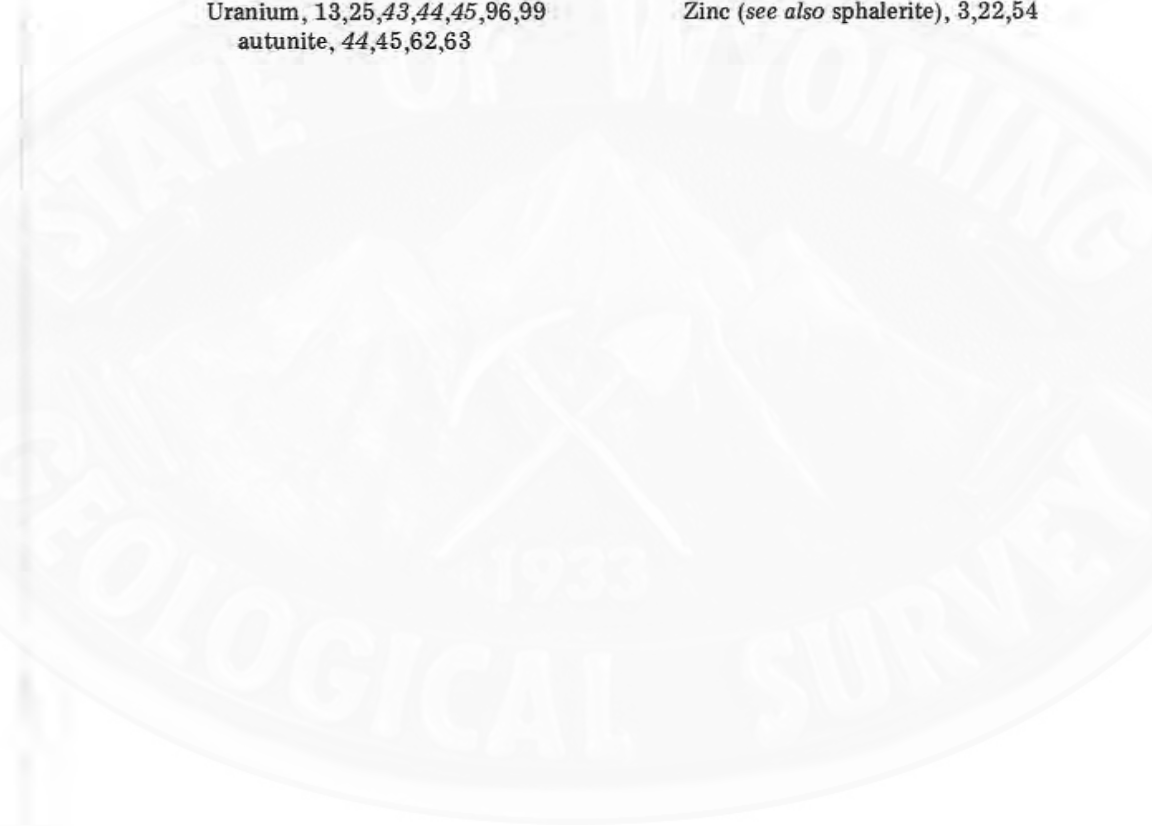 Uranium, 13,25,43,44,45,96,99
autunite, 44,45,62,63
Zinc (see also sphalerite), 3,22,54
STATE OF WYOMING
1933
GEOLOGICAL SURVEY